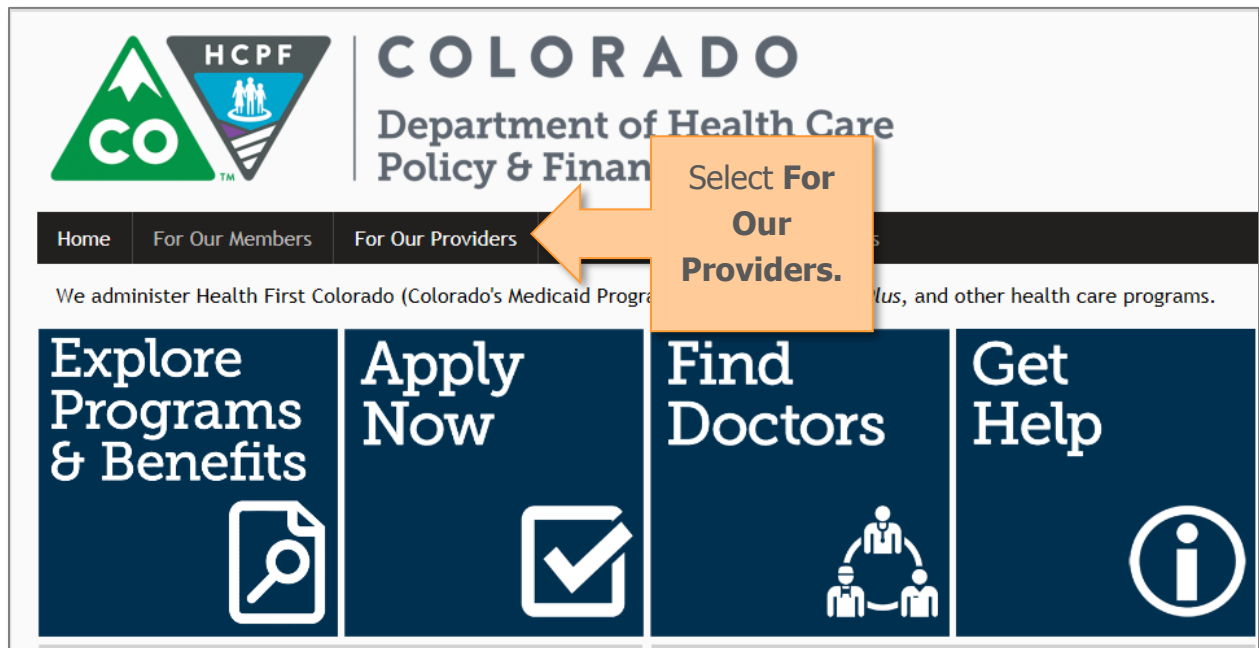 HCPF
CO
TM
COLORADO
Department of Health Care
Policy & Finan
Select For
Our
Providers.
Home For Our Members For Our Providers
We administer Health First Colorado (Colorado's Medicaid Progra lus, and other health care programs.
Explore
Programs
& Benefits
Apply
Now
Find
Doctors
Get
Help